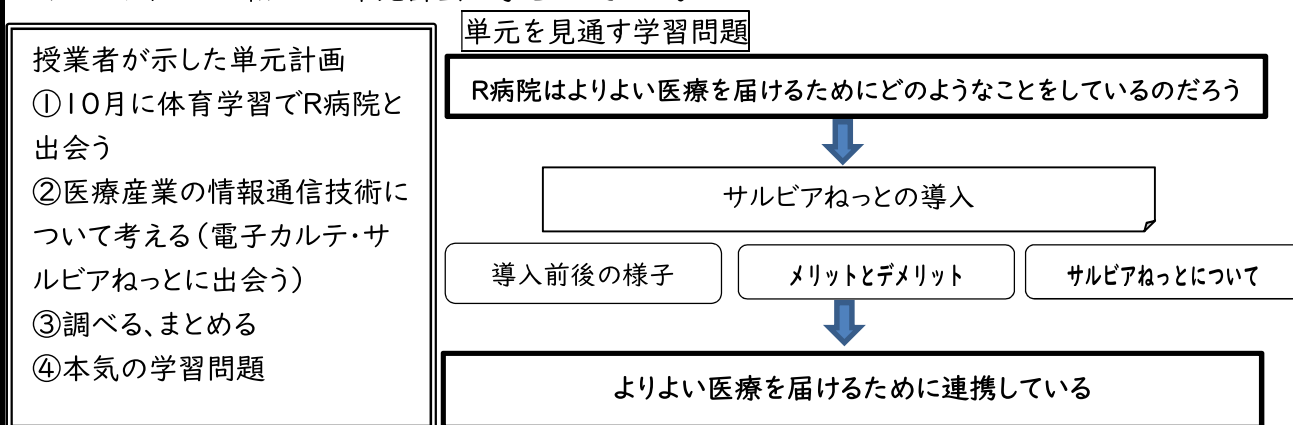 授業者が示した単元計画
①10月に体育学習でR病院と
出会う
②医療産業の情報通信技術に
ついて考える(電子カルテ・サ
ルビアねっとに出会う)
③調べる、まとめる
④本気の学習問題
単元を見通す学習問題
R病院はよりよい医療を届けるためにどのようなことをしているのだろう
サルビアねっとの導入
導入前後の様子
メリットとデメリット
サルビアねっとについて
よりよい医療を届けるために連携している